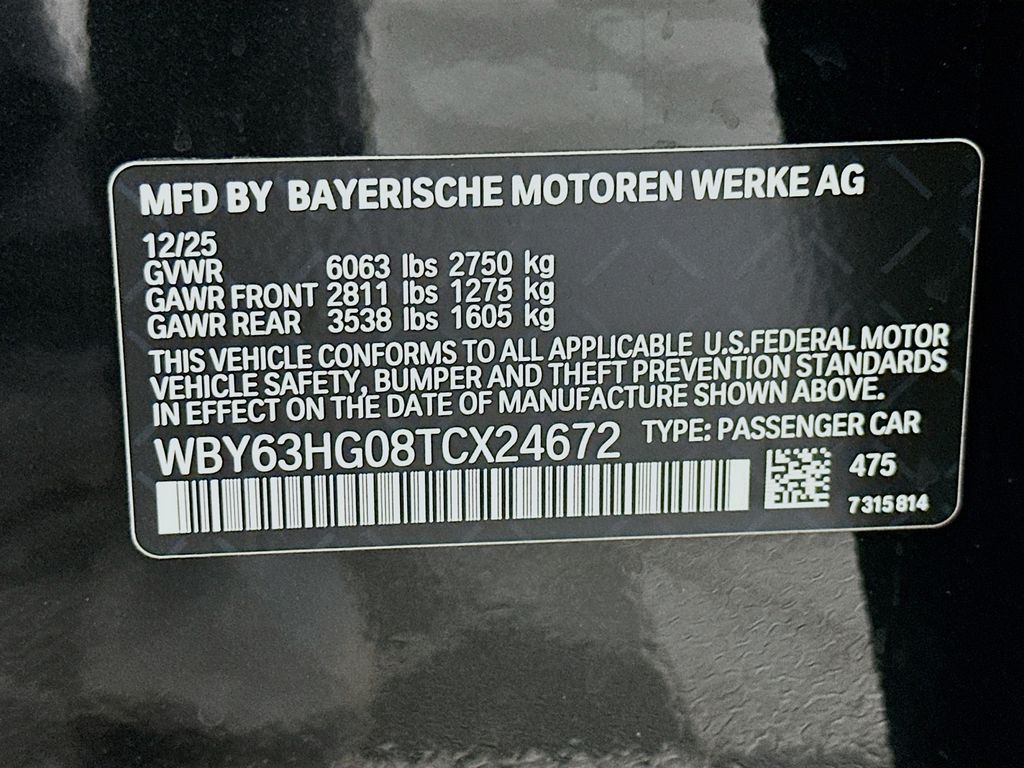 MFD BY BAYERISCHE MOTOREN WERKE AG
12/25
GVWR 6063 lbs 2750 kg
GAWR FRONT 2811 lbs 1275 kg
GAWR REAR 3538 lbs 1605 kg
THIS VEHICLE CONFORMS TO ALL APPLICABLE U.S.FEDERAL MOTOR
VEHICLE SAFETY, BUMPER AND THEFT PREVENTION STANDARDS
IN EFFECT ON THE DATE OF MANUFACTURE SHOWN ABOVE.
WBY63HG08TCX24672 TYPE: PASSENGER CAR
475
7315814